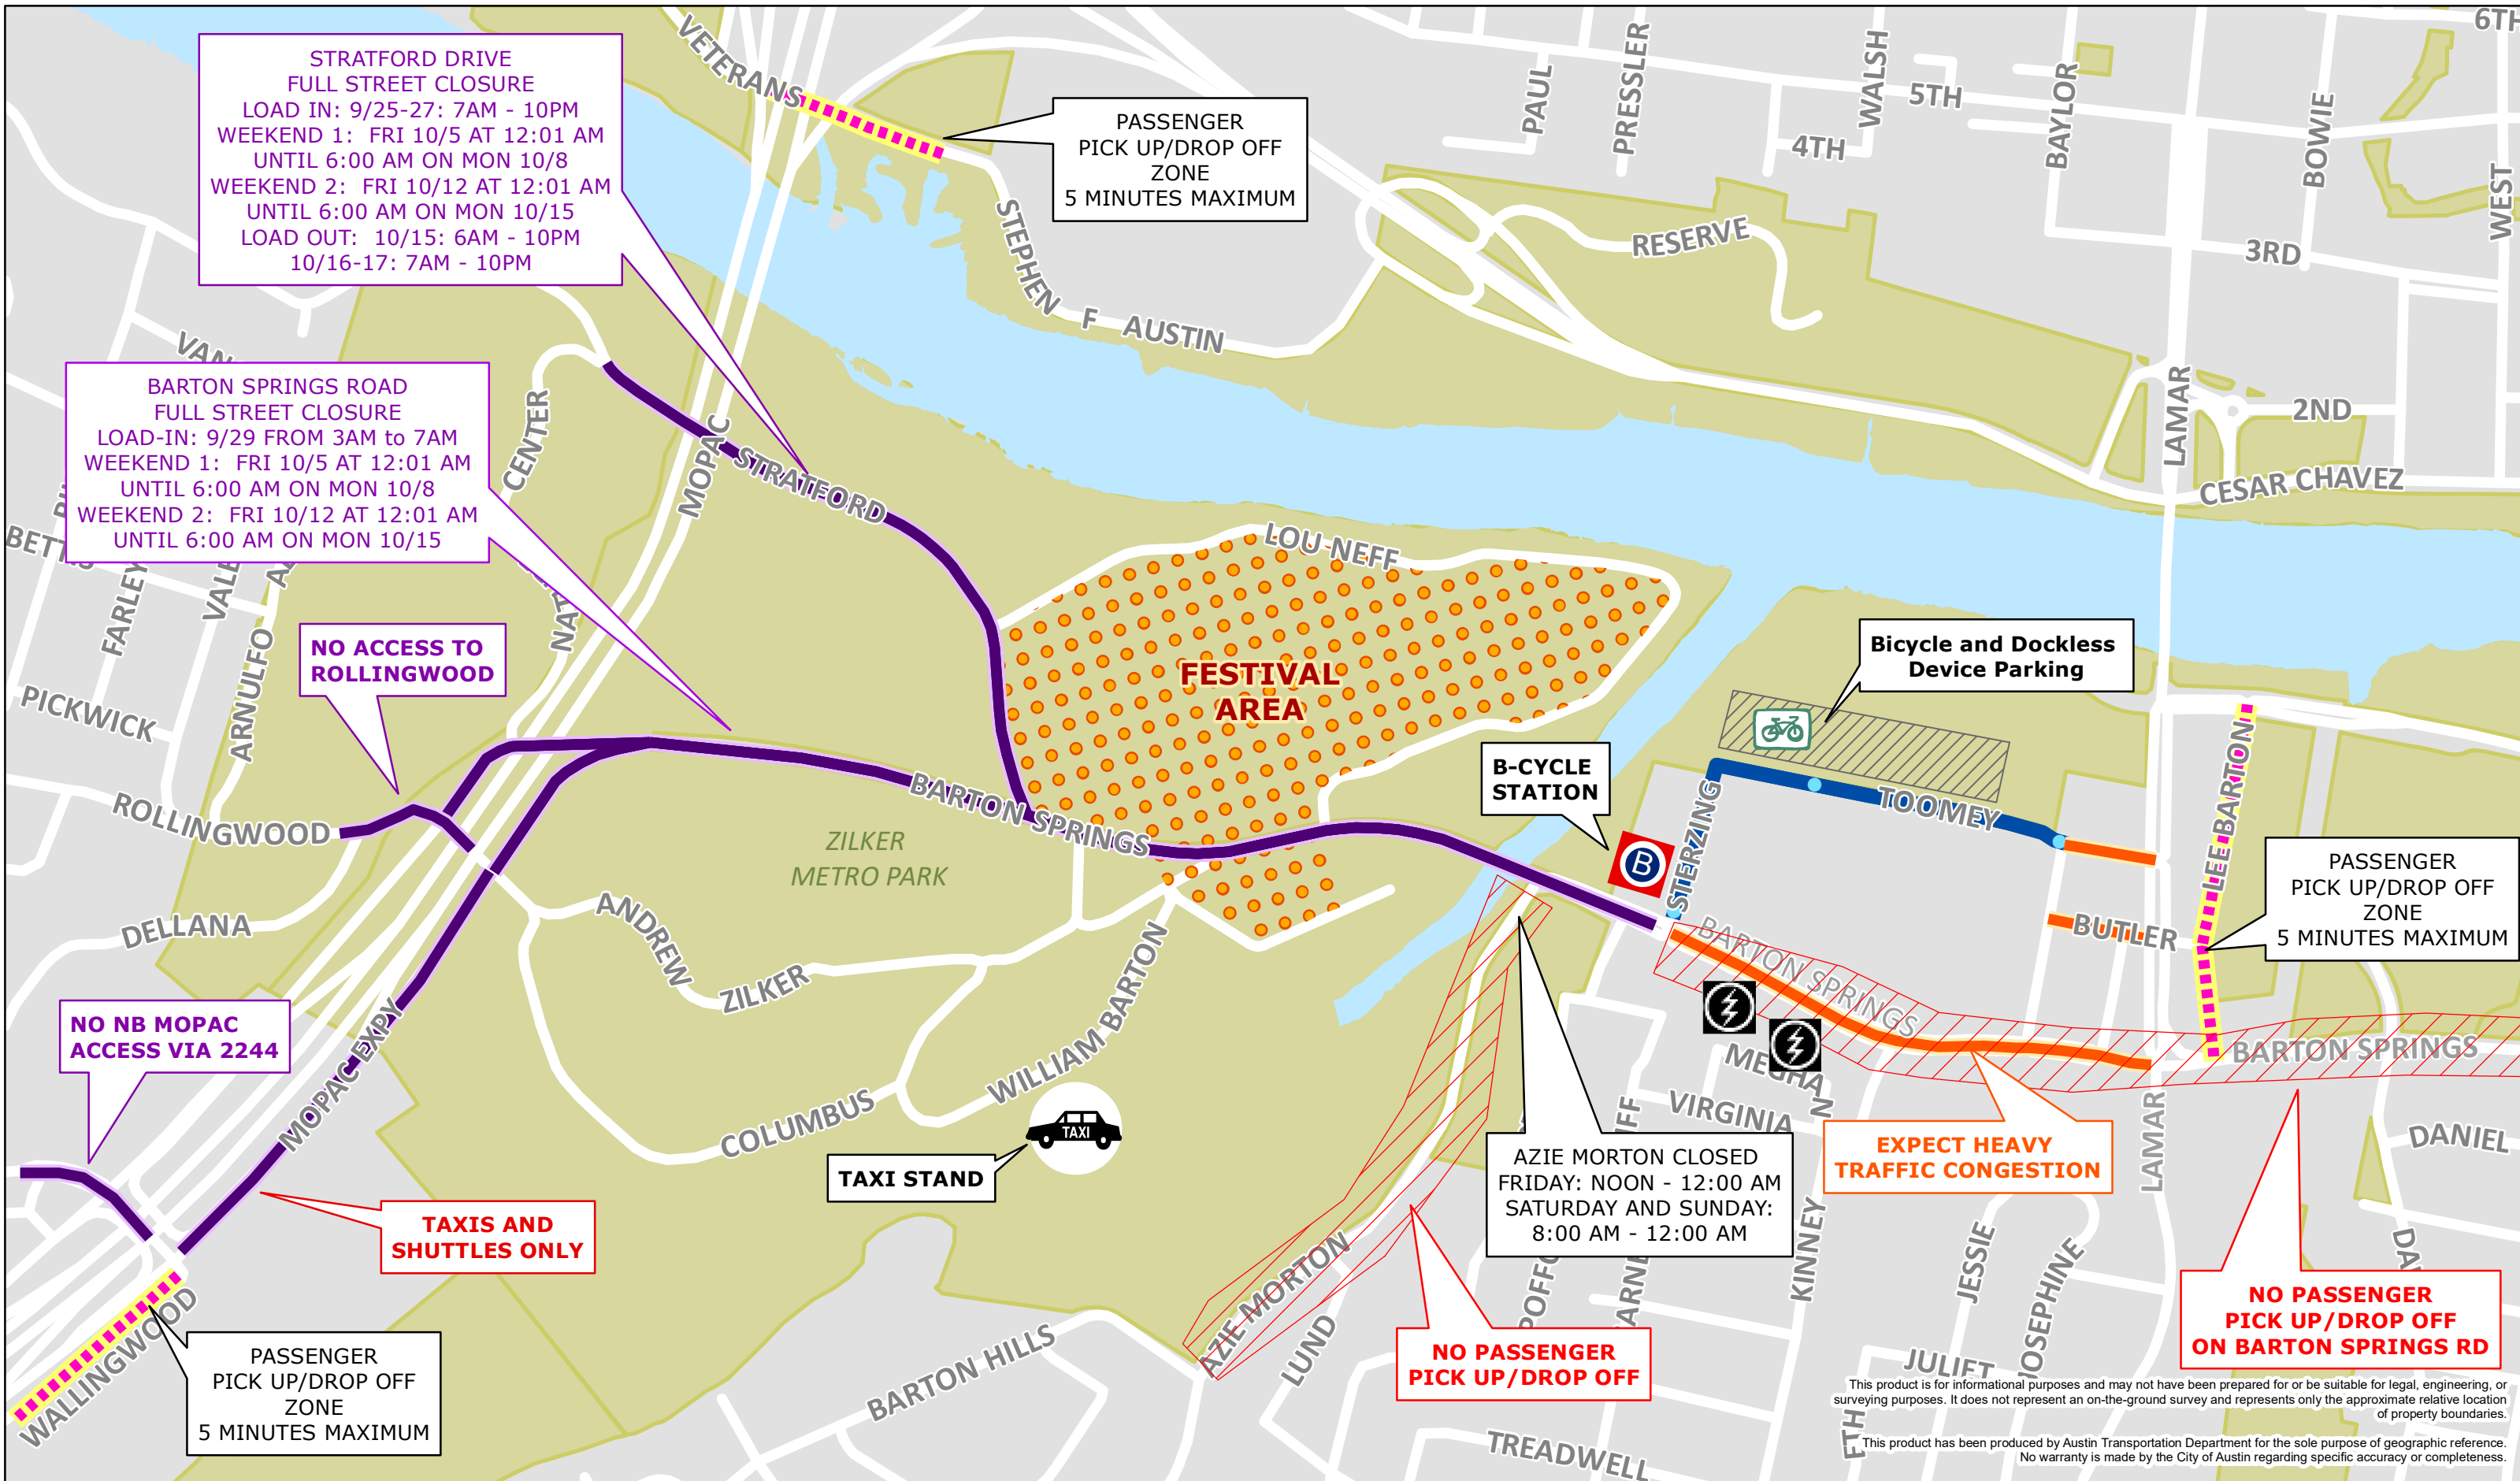 6TH
VETERANS
STRATFORD DRIVE
FULL STREET CLOSURE
LOAD IN: 9/25-27: 7AM - 10PM
WEEKEND 1: FRI 10/5 AT 12:01 AM
UNTIL 6:00 AM ON MON 10/8
WEEKEND 2: FRI 10/12 AT 12:01 AM
UNTIL 6:00 AM ON MON 10/15
LOAD OUT: 10/15: 6AM - 10PM
10/16-17: 7AM - 10PM
PASSENGER
PICK UP/DROP OFF
ZONE
5 MINUTES MAXIMUM
PAUL
PRESSLER
WALSH
5TH
4TH
BAYLOR
BOWIE
WEST
3RD
RESERVE
STEPHEN F AUSTIN
2ND
LAMAR
CESAR CHAVEZ
BARTON SPRINGS ROAD
FULL STREET CLOSURE
LOAD-IN: 9/29 FROM 3AM to 7AM
WEEKEND 1: FRI 10/5 AT 12:01 AM
UNTIL 6:00 AM ON MON 10/8
WEEKEND 2: FRI 10/12 AT 12:01 AM
UNTIL 6:00 AM ON MON 10/15
CENTER
MOPAC
STRATFORD
LOU NEFF
FARLEY
ARNULFO
PICKWICK
NO ACCESS TO
ROLLINGWOOD
FESTIVAL
AREA
Bicycle and Dockless
Device Parking
B-CYCLE
STATION
B
STERZING
TOOMEY
LEE BARTON
BUTLER
PASSENGER
PICK UP/DROP OFF
ZONE
5 MINUTES MAXIMUM
ROLLINGWOOD
BARTON SPRINGS
ZILKER
METRO PARK
DELLANA
ANDREW
ZILKER
BARTON SPRINGS
BARTON SPRINGS
WILLIAM BARTON
COLUMBUS
NO NB MOPAC
ACCESS VIA 2244
MOPAC EXPY
TAXI
TAXI STAND
MEGHAN
VIRGINIA
LAMAR
DANIEL
EXPECT HEAVY
TRAFFIC CONGESTION
AZIE MORTON CLOSED
FRIDAY: NOON - 12:00 AM
SATURDAY AND SUNDAY:
8:00 AM - 12:00 AM
TAXIS AND
SHUTTLES ONLY
KINNEY
JESSIE
JOSEPHINE
AZIE MORTON
LUND
NO PASSENGER
PICK UP/DROP OFF
NO PASSENGER
PICK UP/DROP OFF
ON BARTON SPRINGS RD
WALLINGWOOD
PASSENGER
PICK UP/DROP OFF
ZONE
5 MINUTES MAXIMUM
BARTON HILLS
JULIET
TREADWELL
This product is for informational purposes and may not have been prepared for or be suitable for legal, engineering, or
surveying purposes. It does not represent an on-the-ground survey and represents only the approximate relative location
of property boundaries.
This product has been produced by Austin Transportation Department for the sole purpose of geographic reference.
No warranty is made by the City of Austin regarding specific accuracy or completeness.